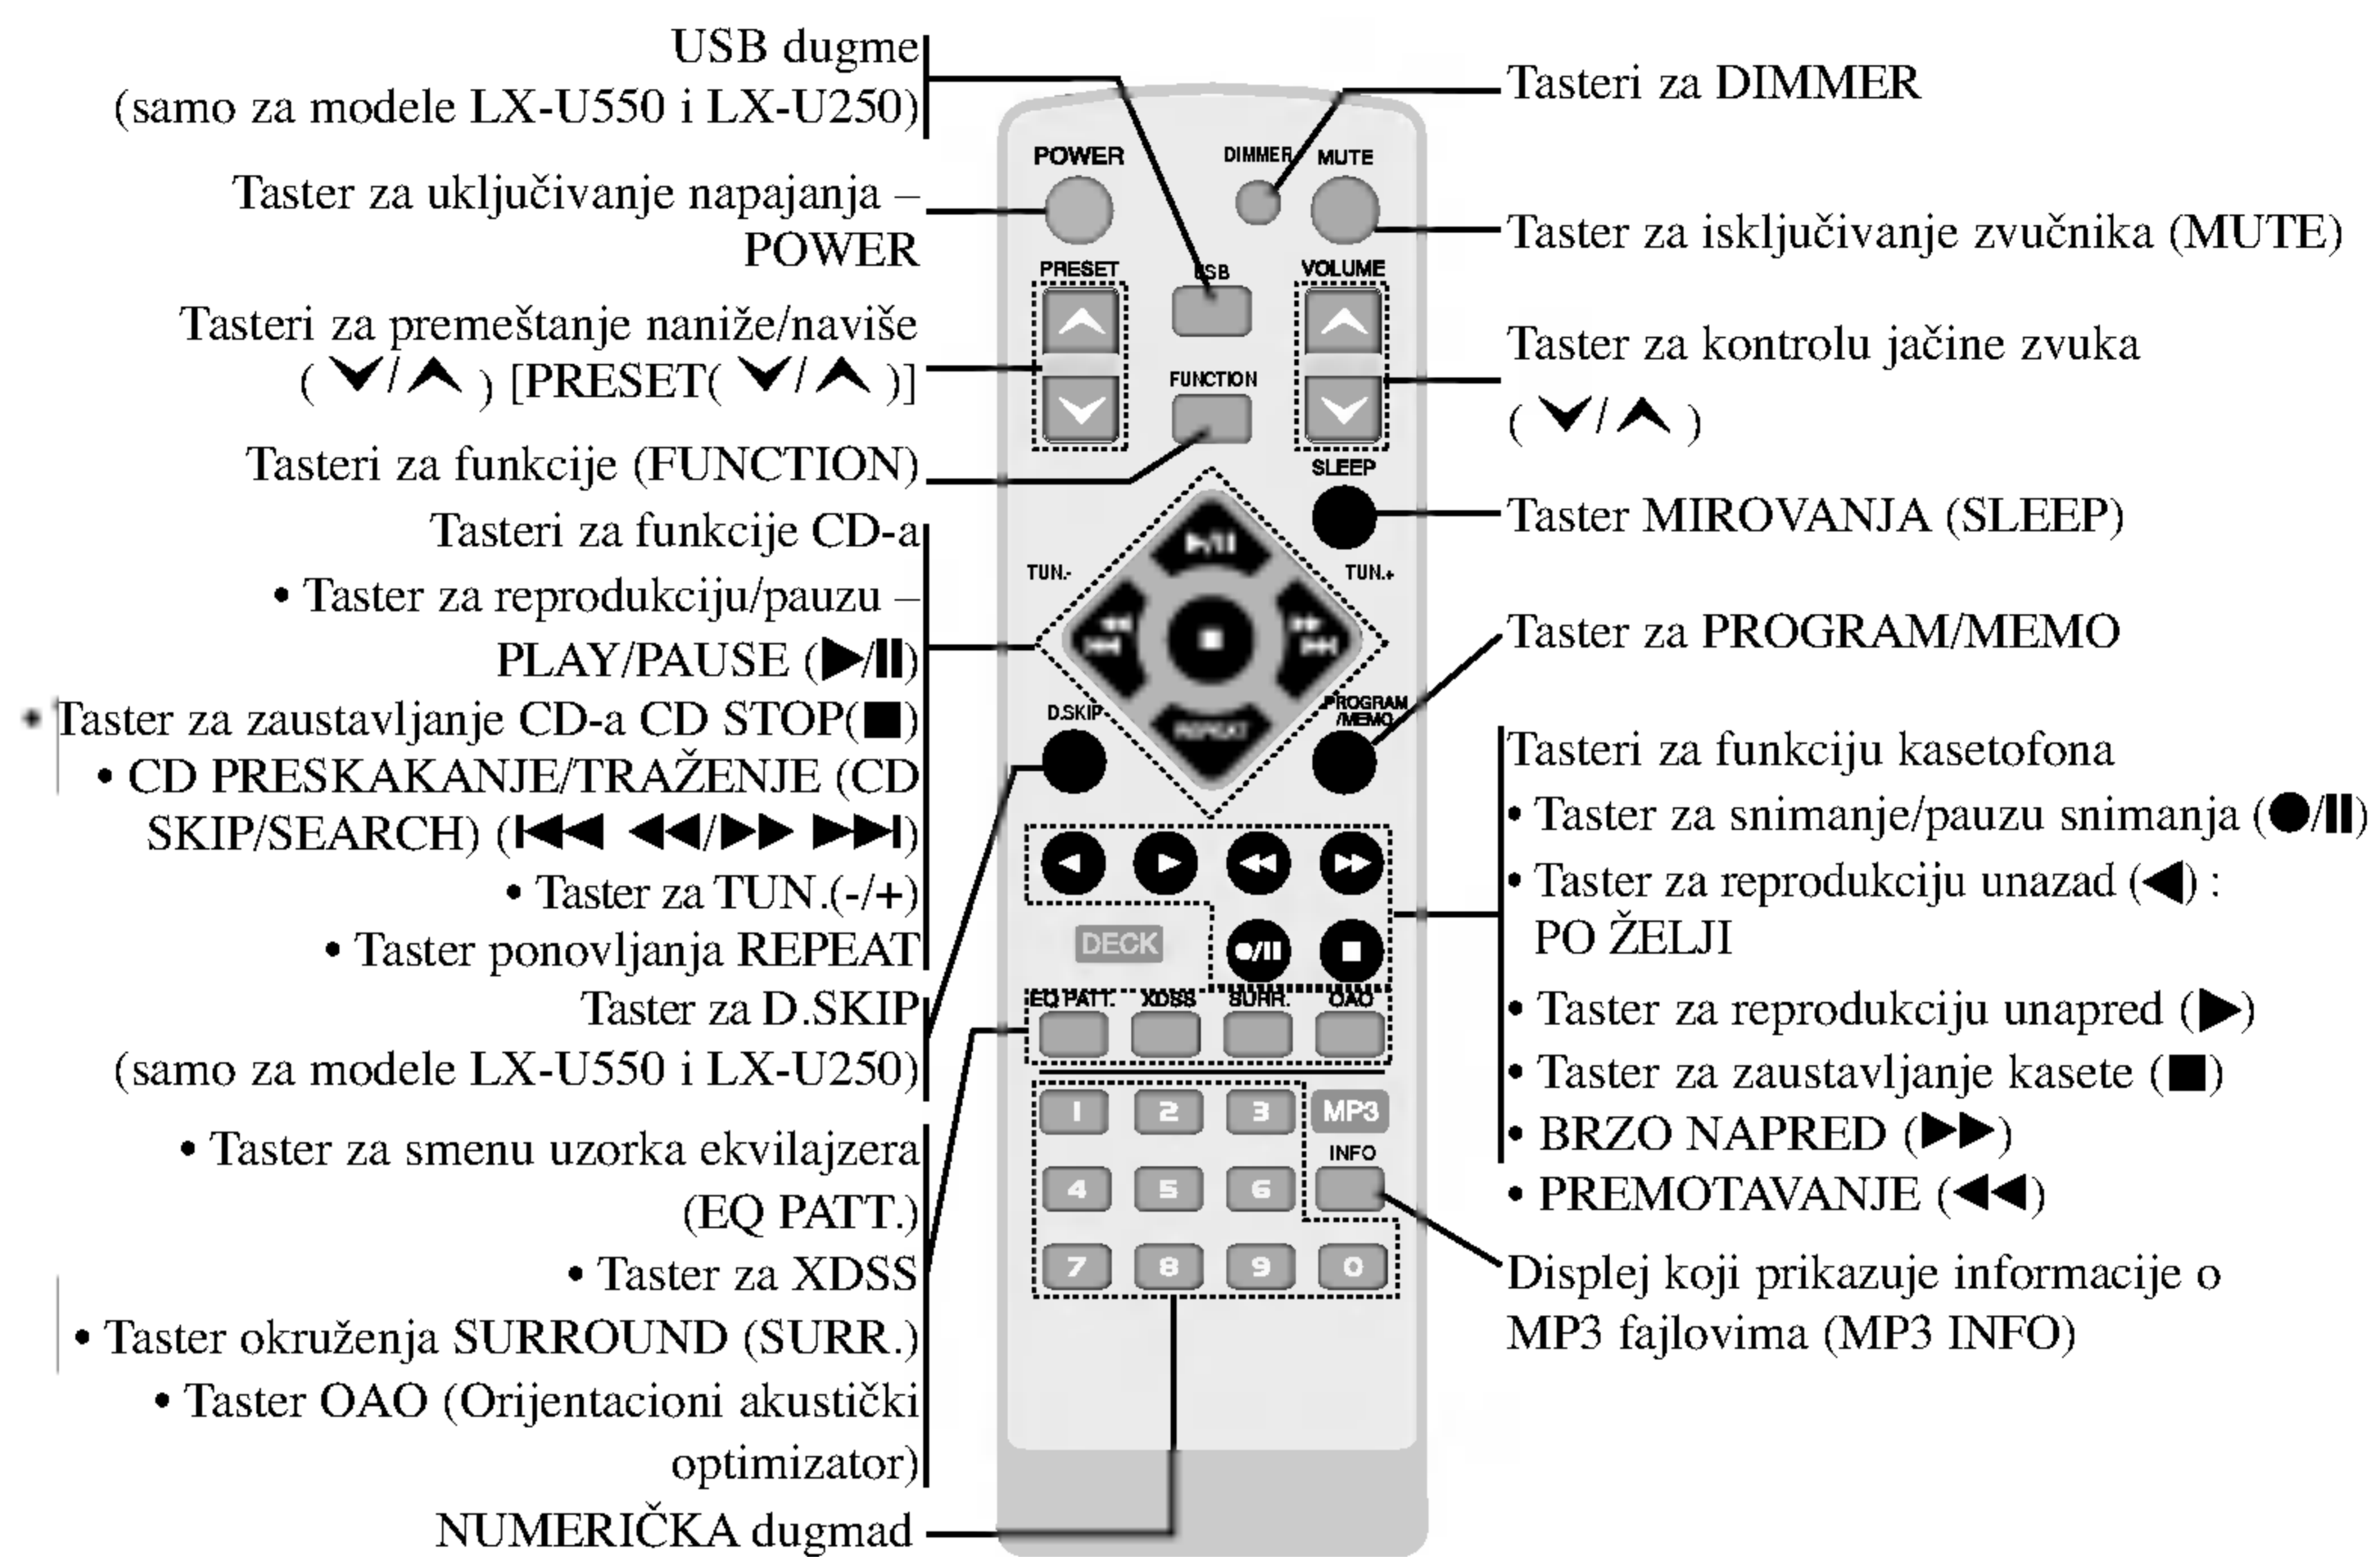 USB dugme
(samo za modele LX-U550 i LX-U250)
Taster za uključivanje napajanja –
POWER
Tasteri za premeštanje naniže/naviše
( ⮟/⮝ ) [PRESET( ⮟/⮝ )]
Tasteri za funkcije (FUNCTION)
Tasteri za funkcije CD-a
• Taster za reprodukciju/pauzu –
PLAY/PAUSE (▶/❚❚)
• Taster za zaustavljanje CD-a CD STOP(■)
• CD PRESKAKANJE/TRAŽENJE (CD
SKIP/SEARCH) (I◀◀ ◀◀/▶▶ ▶▶I)
• Taster za TUN.(-/+)
• Taster ponovljanja REPEAT
Taster za D.SKIP
(samo za modele LX-U550 i LX-U250)
• Taster za smenu uzorka ekvilajzera
(EQ PATT.)
• Taster za XDSS
• Taster okruženja SURROUND (SURR.)
• Taster OAO (Orijentacioni akustički
optimizator)
NUMERIČKA dugmad
POWER
DIMMER
MUTE
PRESET
USB
VOLUME
FUNCTION
SLEEP
▶/❚❚
TUN.-
TUN.+
◀◀
I◀◀
■
▶▶
▶▶I
D.SKIP
REPEAT
PROGRAM
/MEMO
◀ ▶ ◀◀ ▶▶
DECK
●/❚❚ ■
EQ PATT. XDSS SURR. OAO
1 2 3 MP3
INFO
4 5 6
7 8 9 0
Tasteri za DIMMER
Taster za isključivanje zvučnika (MUTE)
Taster za kontrolu jačine zvuka
( ⮟/⮝ )
Taster MIROVANJA (SLEEP)
Taster za PROGRAM/MEMO
Tasteri za funkciju kasetofona
• Taster za snimanje/pauzu snimanja (●/❚❚)
• Taster za reprodukciju unazad (◀) :
PO ŽELJI
• Taster za reprodukciju unapred (▶)
• Taster za zaustavljanje kasete (■)
• BRZO NAPRED (▶▶)
• PREMOTAVANJE (◀◀)
Displej koji prikazuje informacije o
MP3 fajlovima (MP3 INFO)